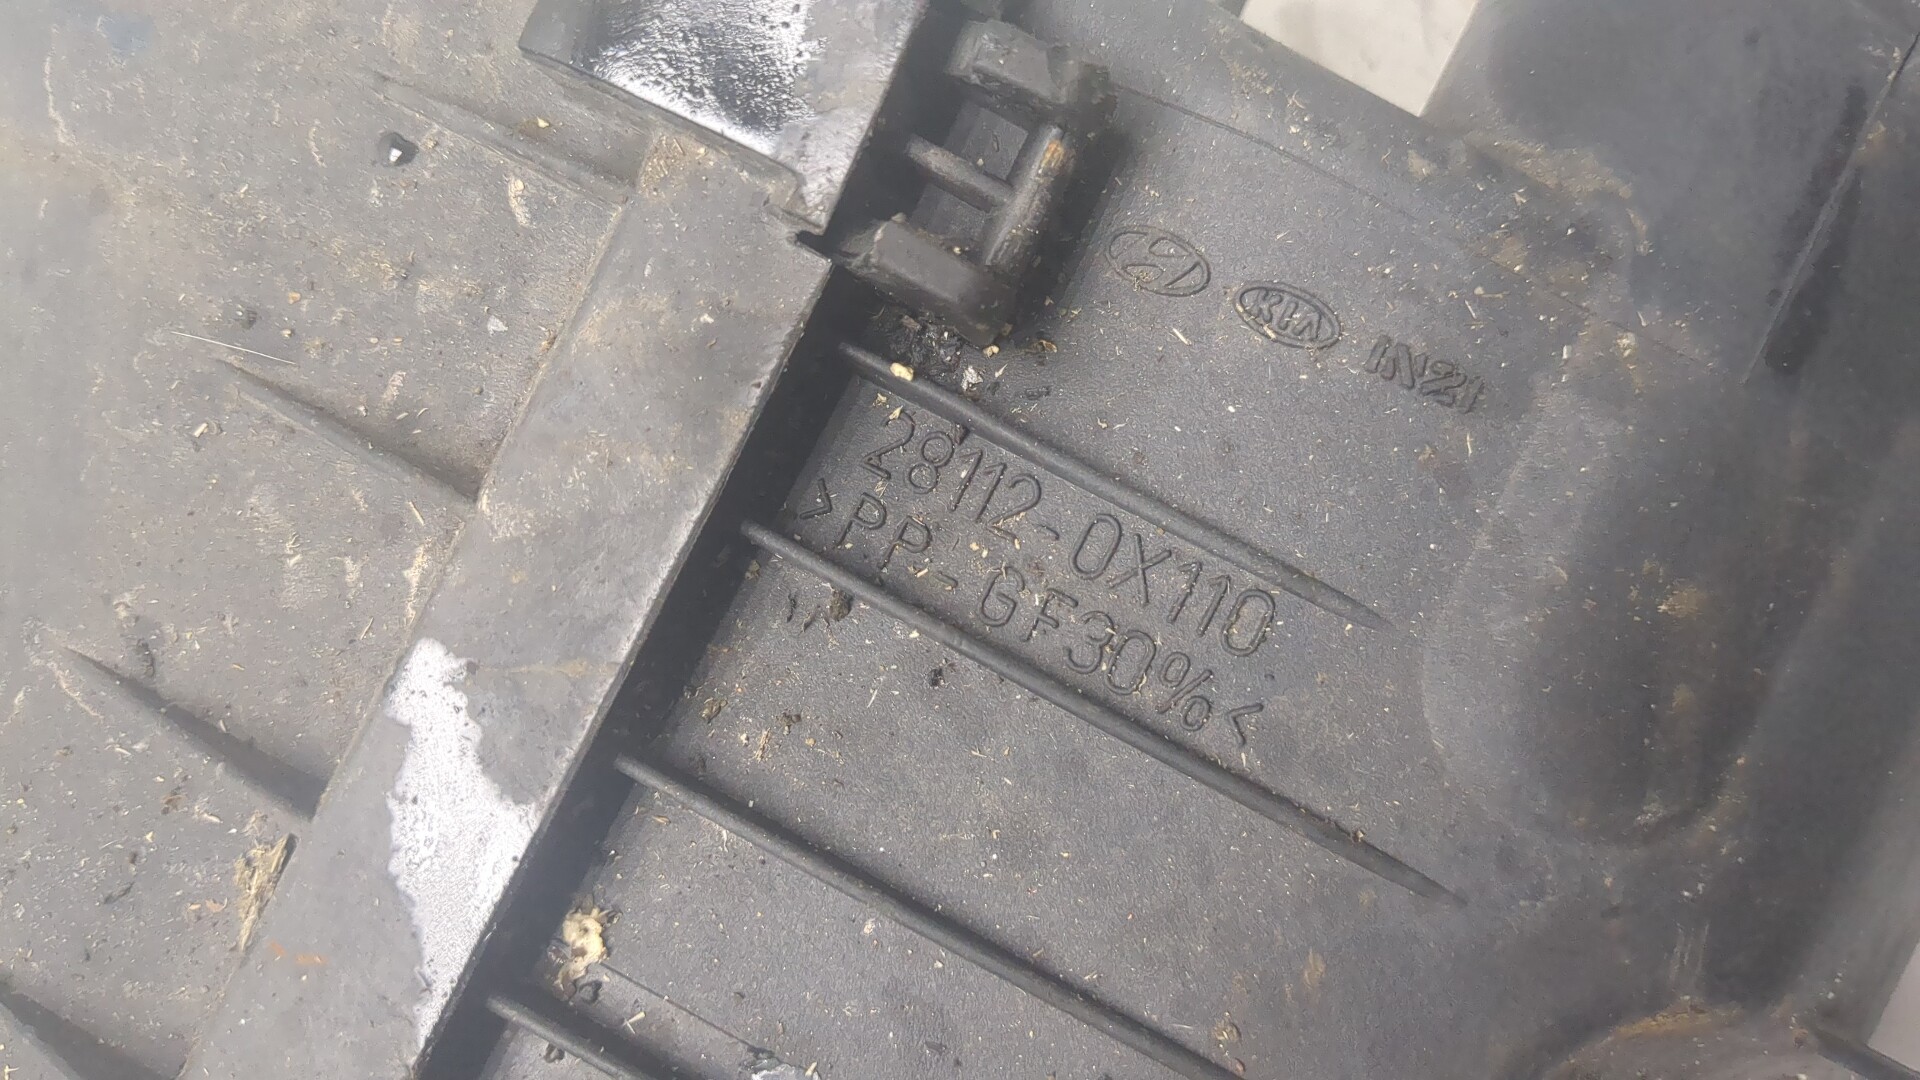 KIA IN21
28112-0X110
>PP-GF30%<